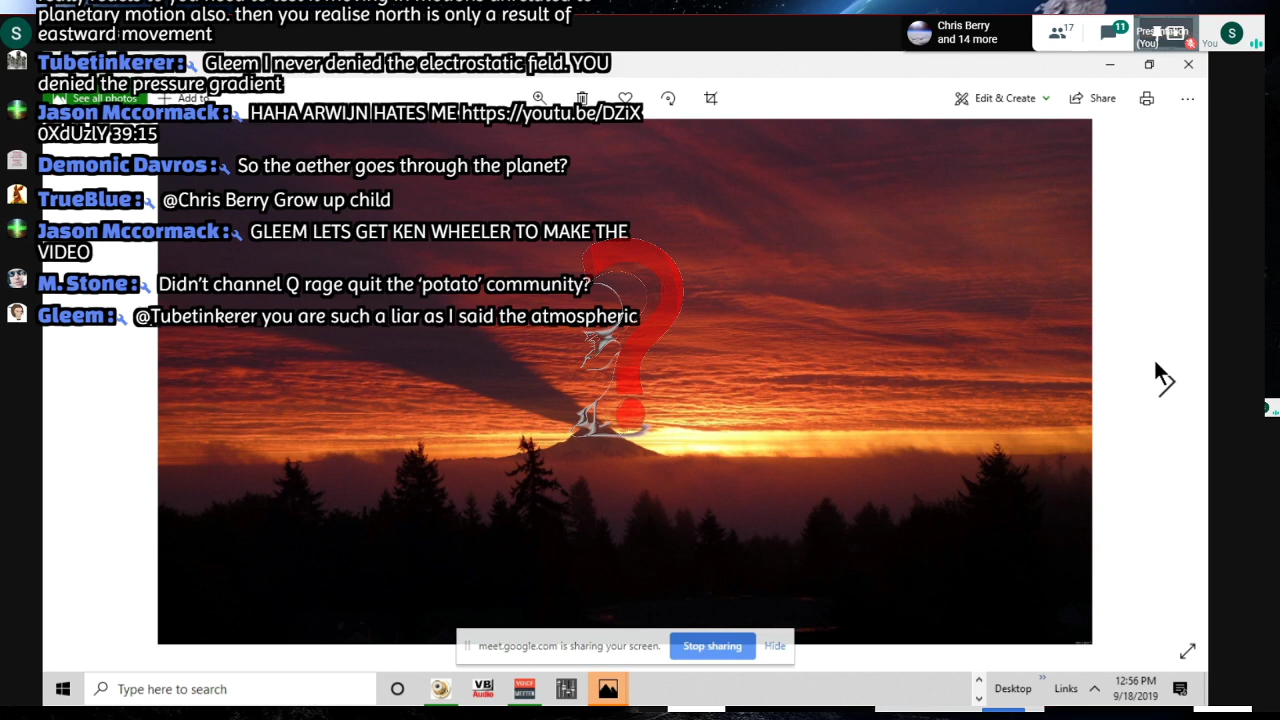 planetary motion also. then you realise north is only a result of
eastward movement
Tubetinkerer: Gleem I never denied the electrostatic field. YOU
denied the pressure gradient
See all photos
Add to
Jason Mccormack: HAHA ARWIJN HATES ME https://youtu.be/DZiX
0XdUzlY 39:15
Demonic Davros: So the aether goes through the planet?
TrueBlue: @Chris Berry Grow up child
Jason Mccormack: GLEEM LETS GET KEN WHEELER TO MAKE THE
VIDEO
M. Stone: Didn't channel Q rage quit the ‘potato’ community?
Gleem: @Tubetinkerer you are such a liar as I said the atmospheric
S
Chris Berry
and 14 more
17
11
(You)
You
S
Edit & Create
Share
?
meet.google.com is sharing your screen.
Stop sharing
Hide
Type here to search
VB
Audio
Desktop
Links
12:56 PM
9/18/2019